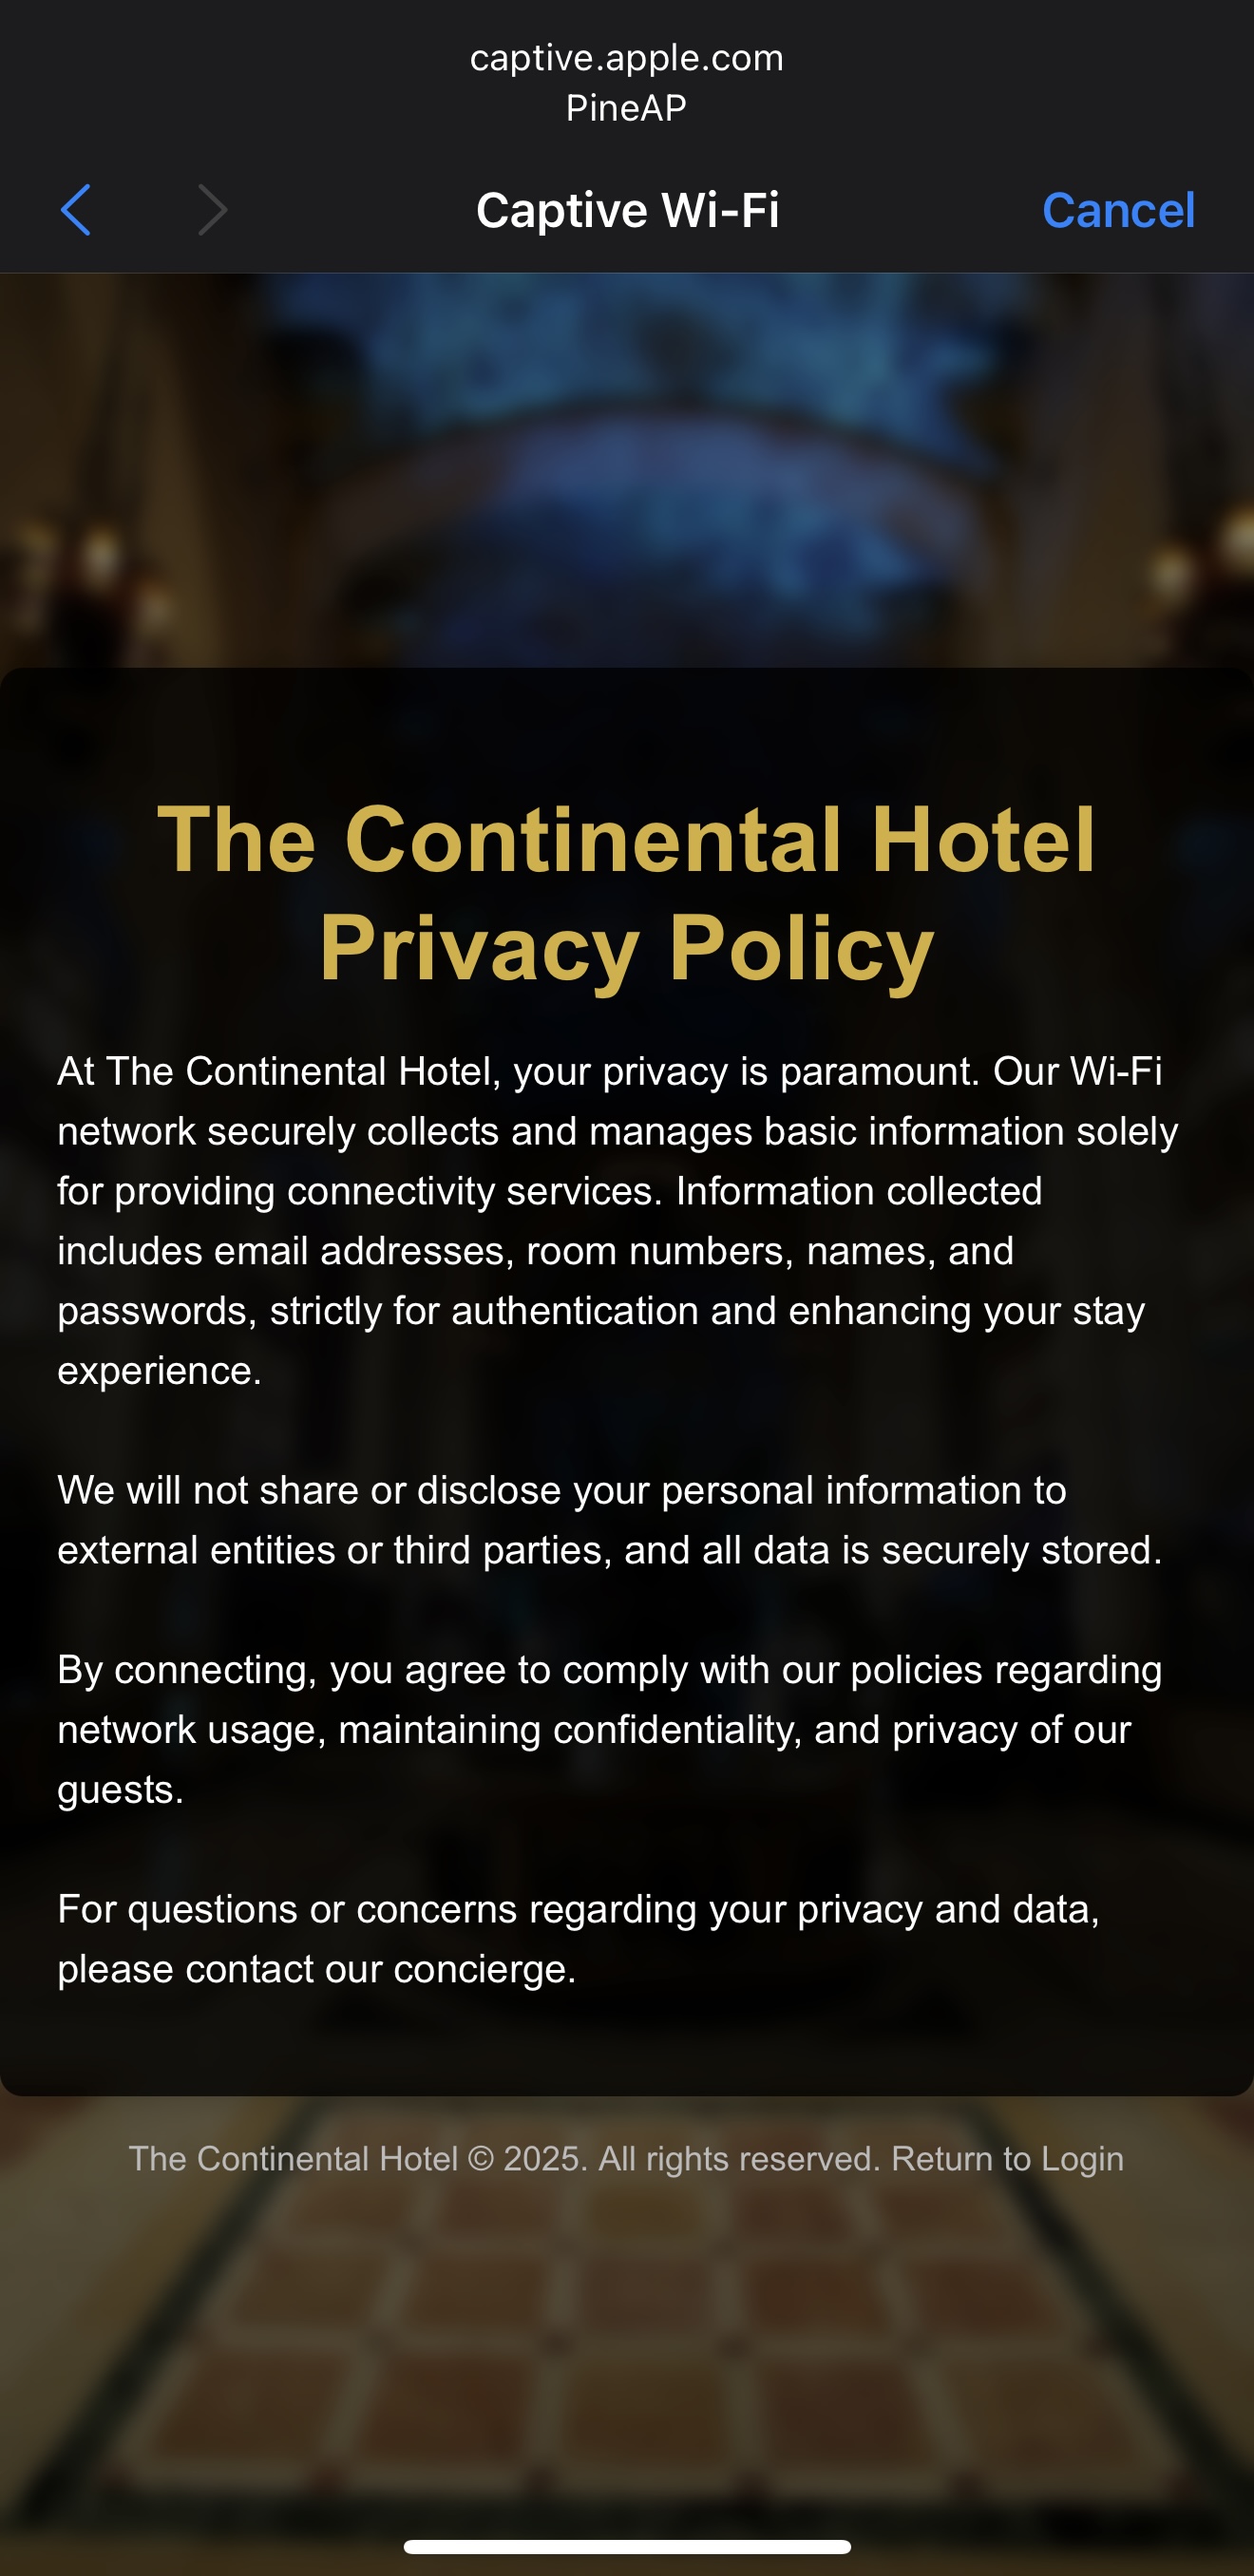 captive.apple.com
PineAP
Captive Wi-Fi
Cancel
The Continental Hotel
Privacy Policy
At The Continental Hotel, your privacy is paramount. Our Wi-Fi
network securely collects and manages basic information solely
for providing connectivity services. Information collected
includes email addresses, room numbers, names, and
passwords, strictly for authentication and enhancing your stay
experience.
We will not share or disclose your personal information to
external entities or third parties, and all data is securely stored.
By connecting, you agree to comply with our policies regarding
network usage, maintaining confidentiality, and privacy of our
guests.
For questions or concerns regarding your privacy and data,
please contact our concierge.
The Continental Hotel © 2025. All rights reserved. Return to Login